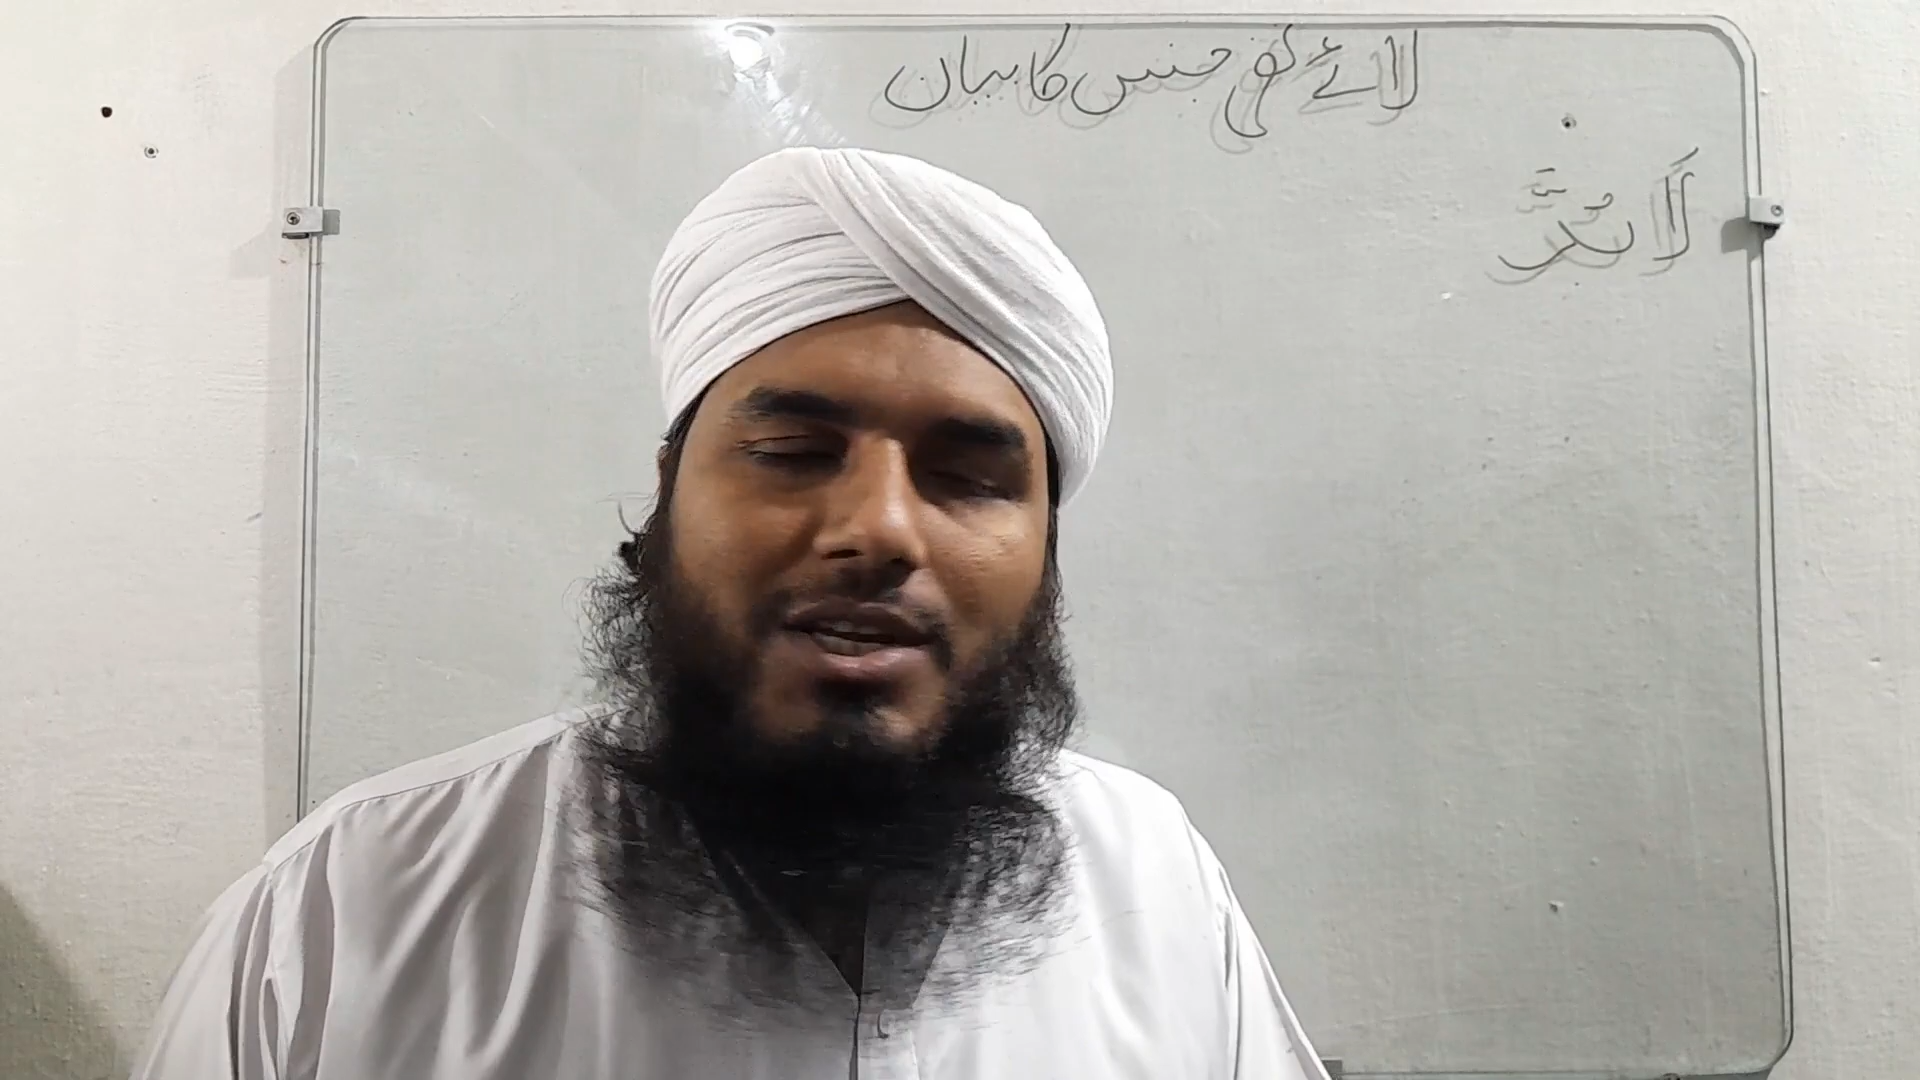 لائے نفی جنس کا بیان
لَا بُدَّ